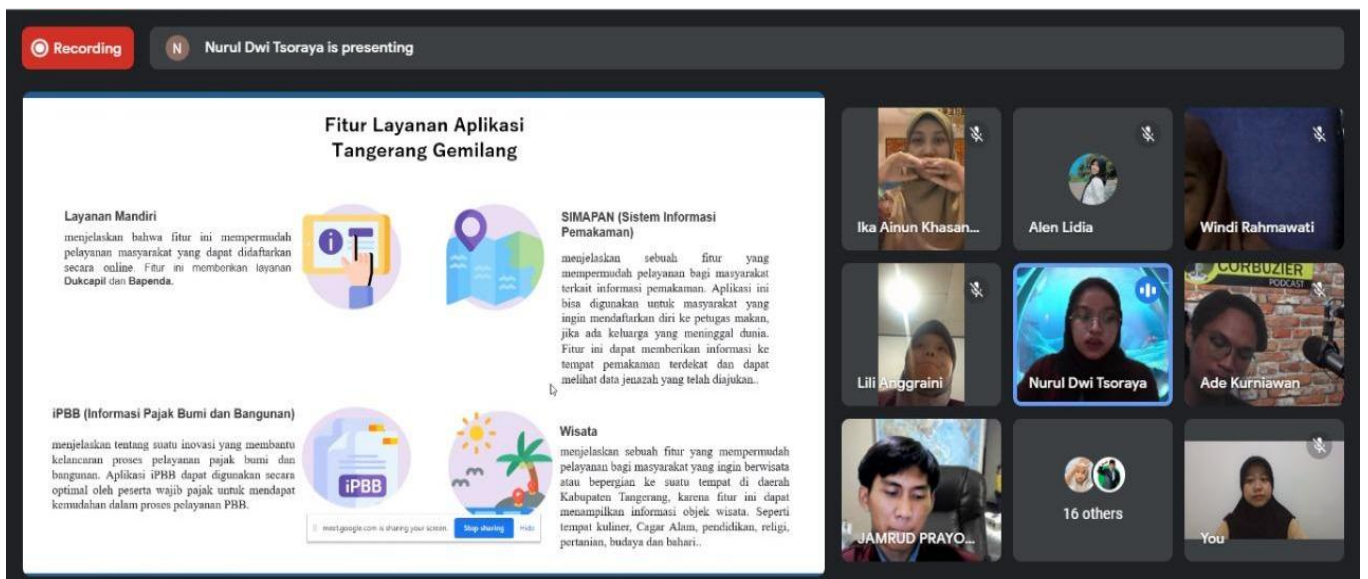 Recording
N
Nurul Dwi Tsoraya is presenting
Fitur Layanan Aplikasi
Tangerang Gemilang
Layanan Mandiri
menjelaskan bahwa fitur ini mempermudah
pelayanan masyarakat yang dapat didaftarkan
secara online. Fitur ini memberikan layanan
Dukcapil dan Bapenda.
SIMAPAN (Sistem Informasi
Pemakaman)
menjelaskan sebuah fitur yang
mempermudah pelayanan bagi masyarakat
terkait informasi pemakaman. Aplikasi ini
bisa digunakan untuk masyarakat yang
ingin mendaftarkan diri ke petugas makan,
jika ada keluarga yang meninggal dunia.
Fitur ini dapat memberikan informasi ke
tempat pemakaman terdekat dan dapat
melihat data jenazah yang telah diajukan..
iPBB (Informasi Pajak Bumi dan Bangunan)
menjelaskan tentang suatu inovasi yang membantu
kelancaran proses pelayanan pajak bumi dan
bangunan. Aplikasi iPBB dapat digunakan secara
optimal oleh peserta wajib pajak untuk mendapat
kemudahan dalam proses pelayanan PBB.
iPBB
Wisata
menjelaskan sebuah fitur yang mempermudah
pelayanan bagi masyarakat yang ingin berwisata
atau bepergian ke suatu tempat di daerah
Kabupaten Tangerang, karena fitur ini dapat
menampilkan informasi objek wisata. Seperti
tempat kuliner, Cagar Alam, pendidikan, religi,
pertanian, budaya dan bahari..
meet.google.com is sharing your screen.
Stop sharing
Hide
Ika Ainun Khasan...
Alen Lidia
Windi Rahmawati
Lili Anggraini
Nurul Dwi Tsoraya
CORBUZIER
PODCAST
Ade Kurniawan
JAMRUD PRAYO...
16 others
You